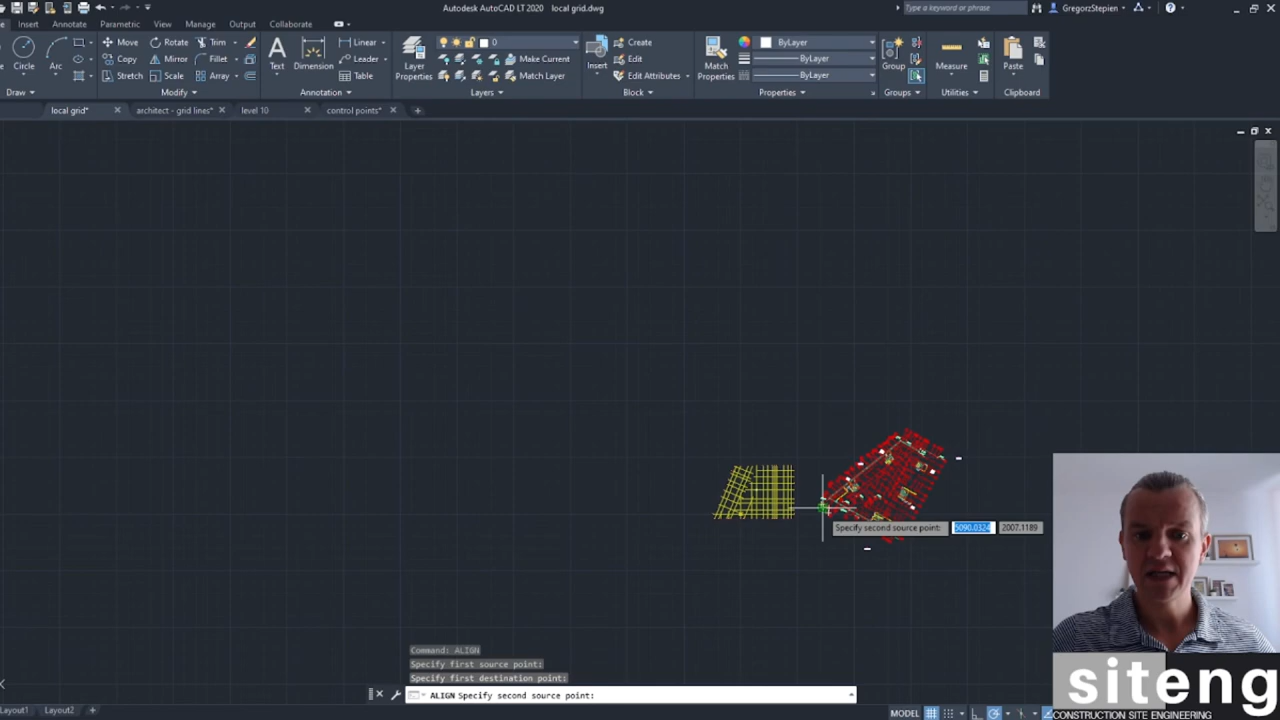 Autodesk AutoCAD LT 2020 local grid.dwg
Type a keyword or phrase
GregorzStepien
Insert Annotate Parametric View Manage Output Collaborate
Move Rotate Trim
Copy Mirror Fillet
Stretch Scale Array
Circle Arc
Text Dimension
Linear
Leader
Table
Layer Properties
0
Make Current
Match Layer
Insert
Create
Edit
Edit Attributes
Match Properties
ByLayer
ByLayer
ByLayer
Group
Measure
Paste
Draw Modify Annotation Layers Block Properties Groups Utilities Clipboard
local grid* architect - grid lines* level 10 control points*
Specify second source point: 5090.0324 2007.1189
Command: ALIGN
Specify first source point:
Specify first destination point:
ALIGN Specify second source point:
Layout1 Layout2
MODEL
siteng
CONSTRUCTION SITE ENGINEERING